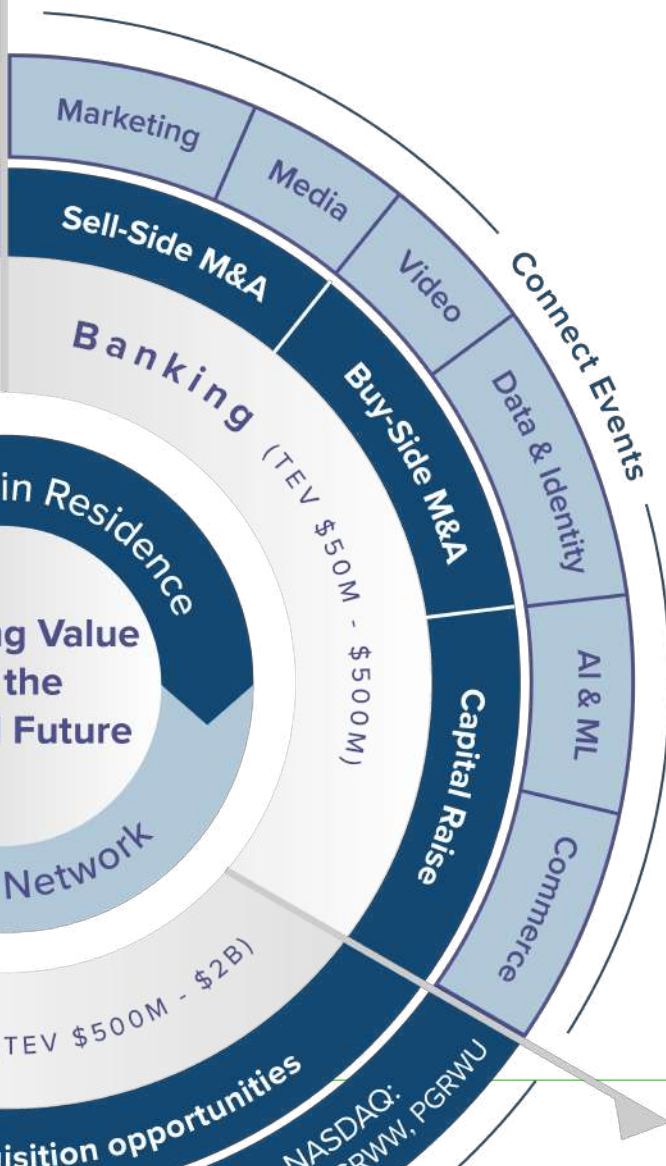 Connect Events
Marketing
Media
Video
Data & Identity
AI & ML
Commerce
Sell-Side M&A
Buy-Side M&A
Capital Raise
Banking (TEV $50M - $500M)
in Residence
g Value
the
Future
Network
TEV $500M - $2B)
isition opportunities
NASDAQ:
GRWW, PGRWU